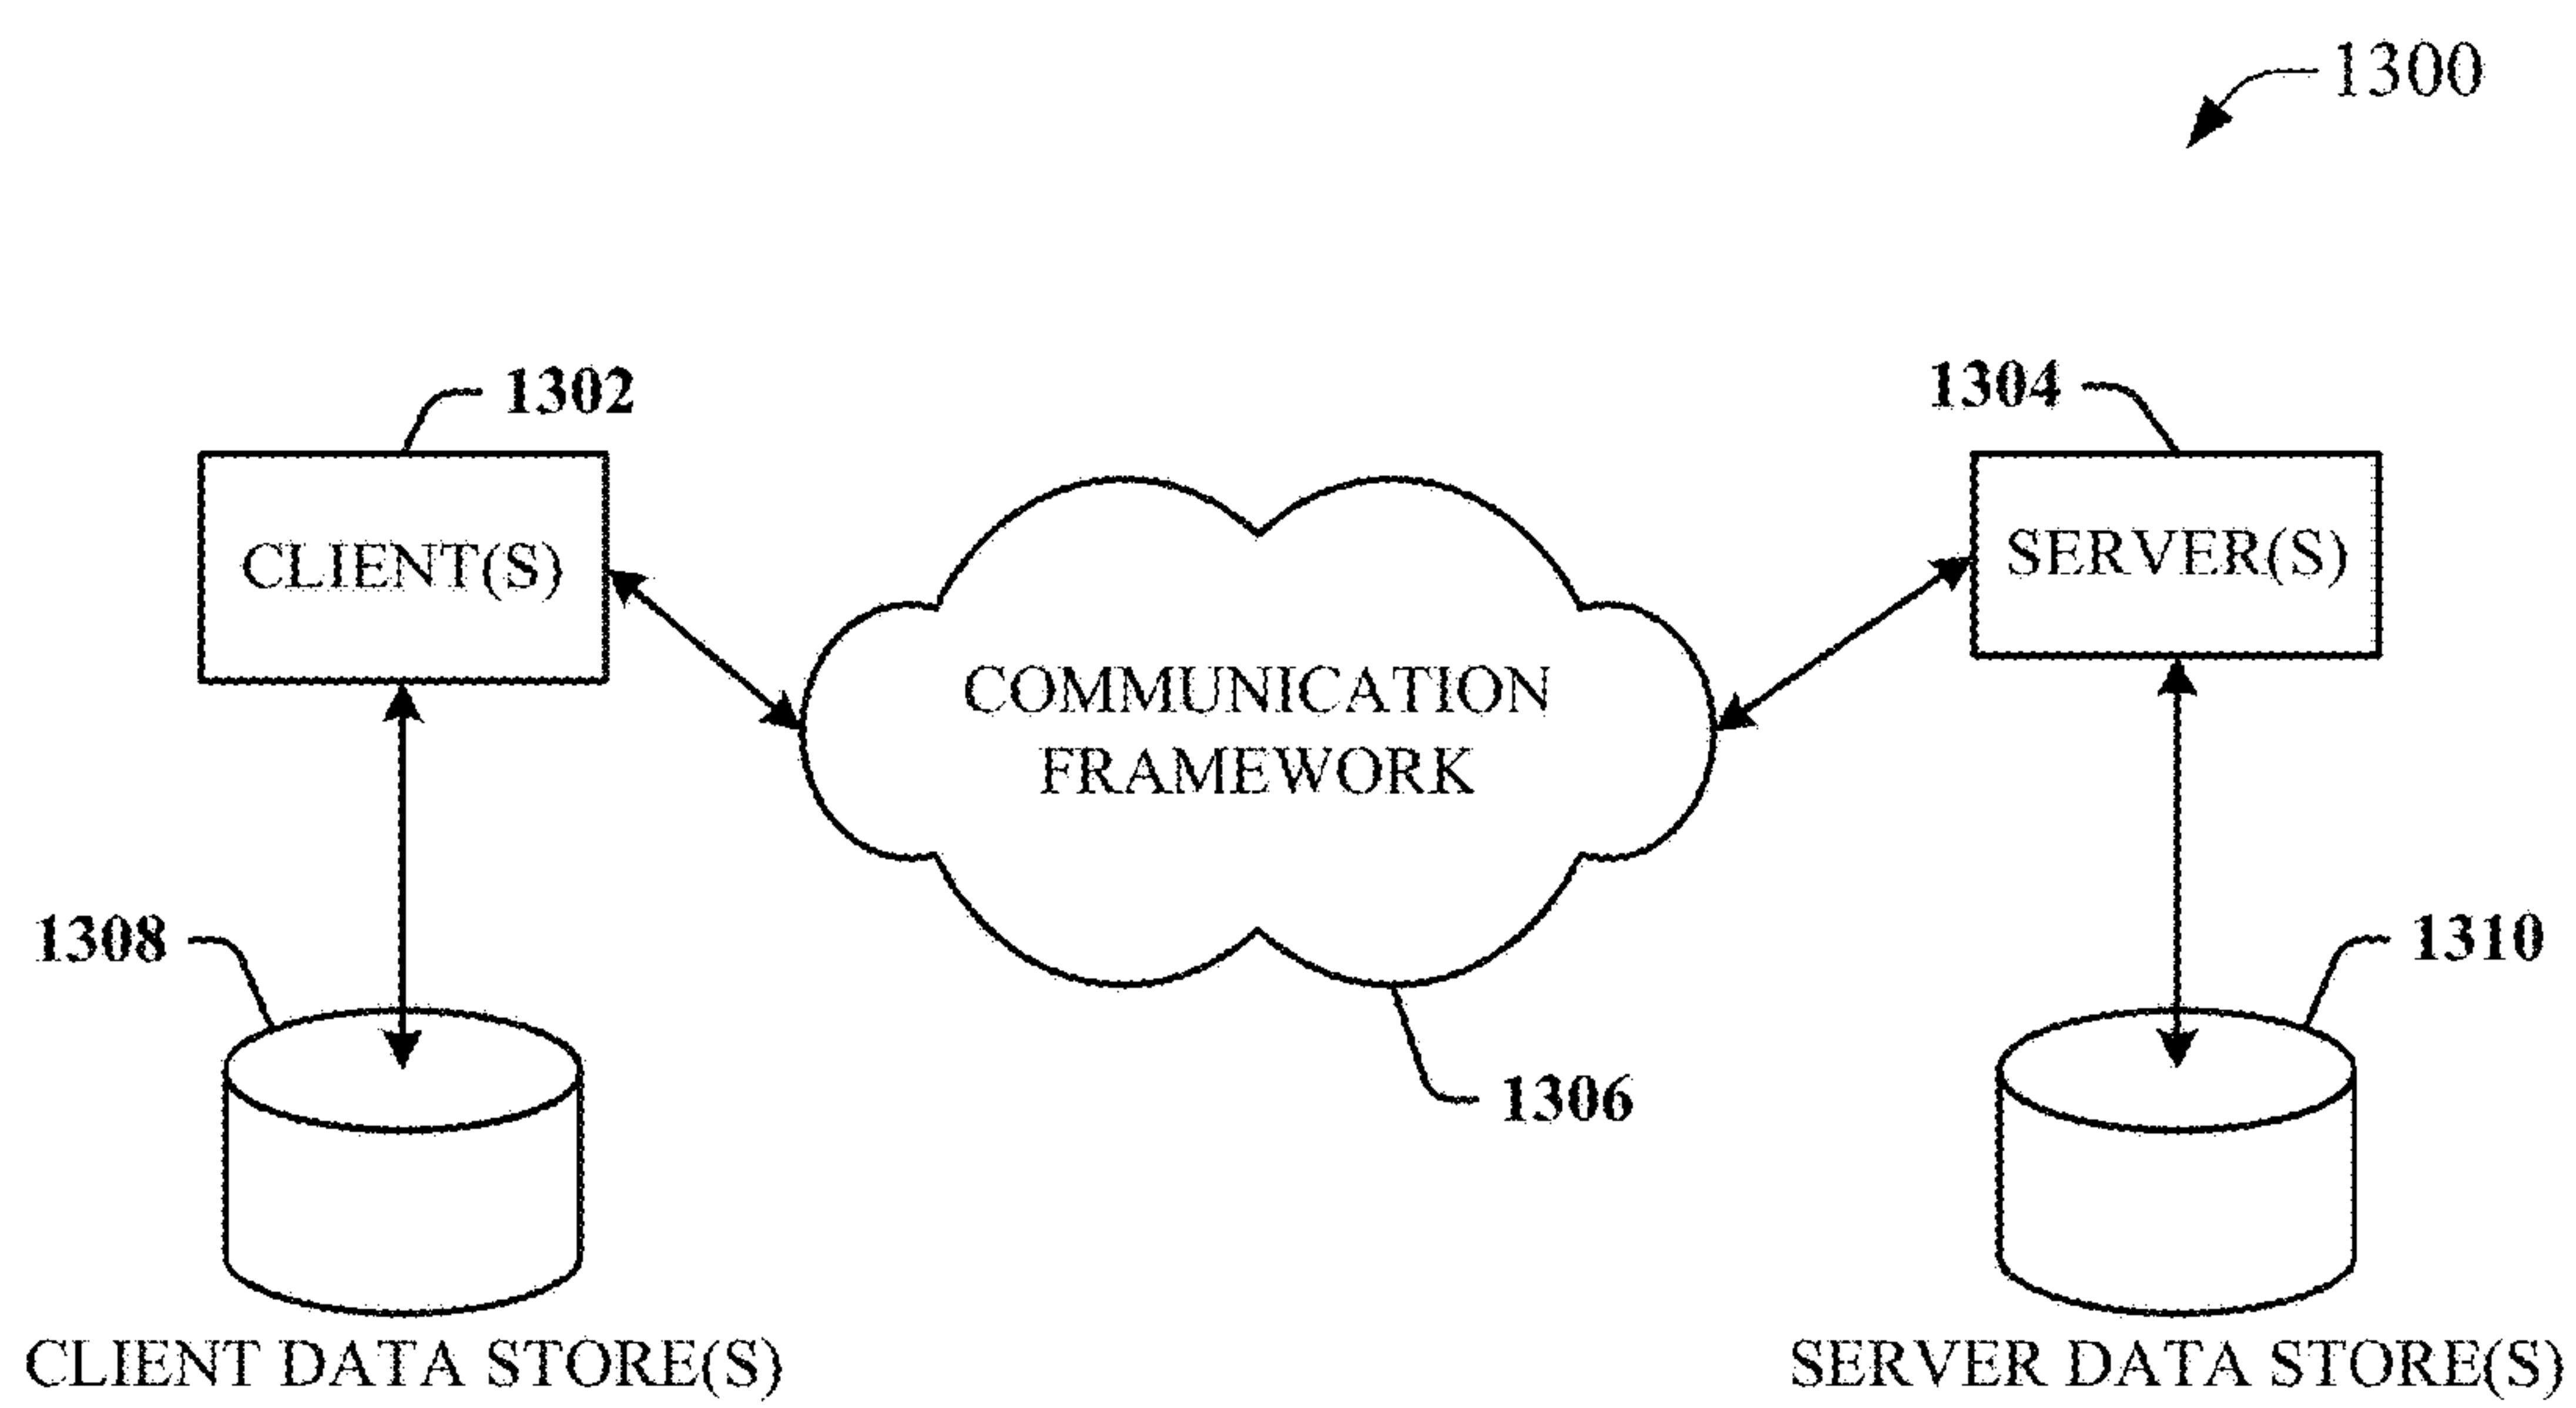 1300
1302
1304
CLIENT(S)
SERVER(S)
COMMUNICATION
FRAMEWORK
1308
1310
1306
CLIENT DATA STORE(S)
SERVER DATA STORE(S)